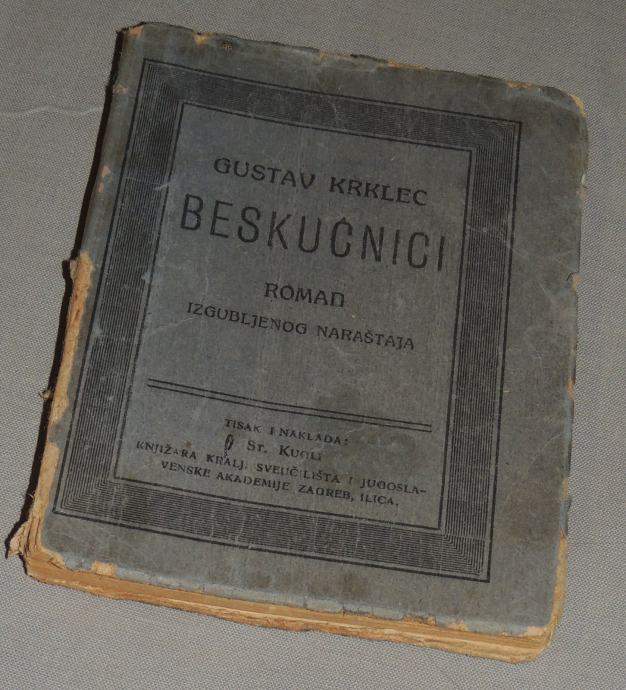 GUSTAV KRKLEC
BESKUĆNICI
ROMAN
IZGUBLJENOG NARAŠTAJA
TISAK I NAKLADA:
ST. KUGLI
KNJIŽARA KRALJ. SVEUČILIŠTA I JUGOSLA-
VENSKE AKADEMIJE ZAGREB, ILICA.